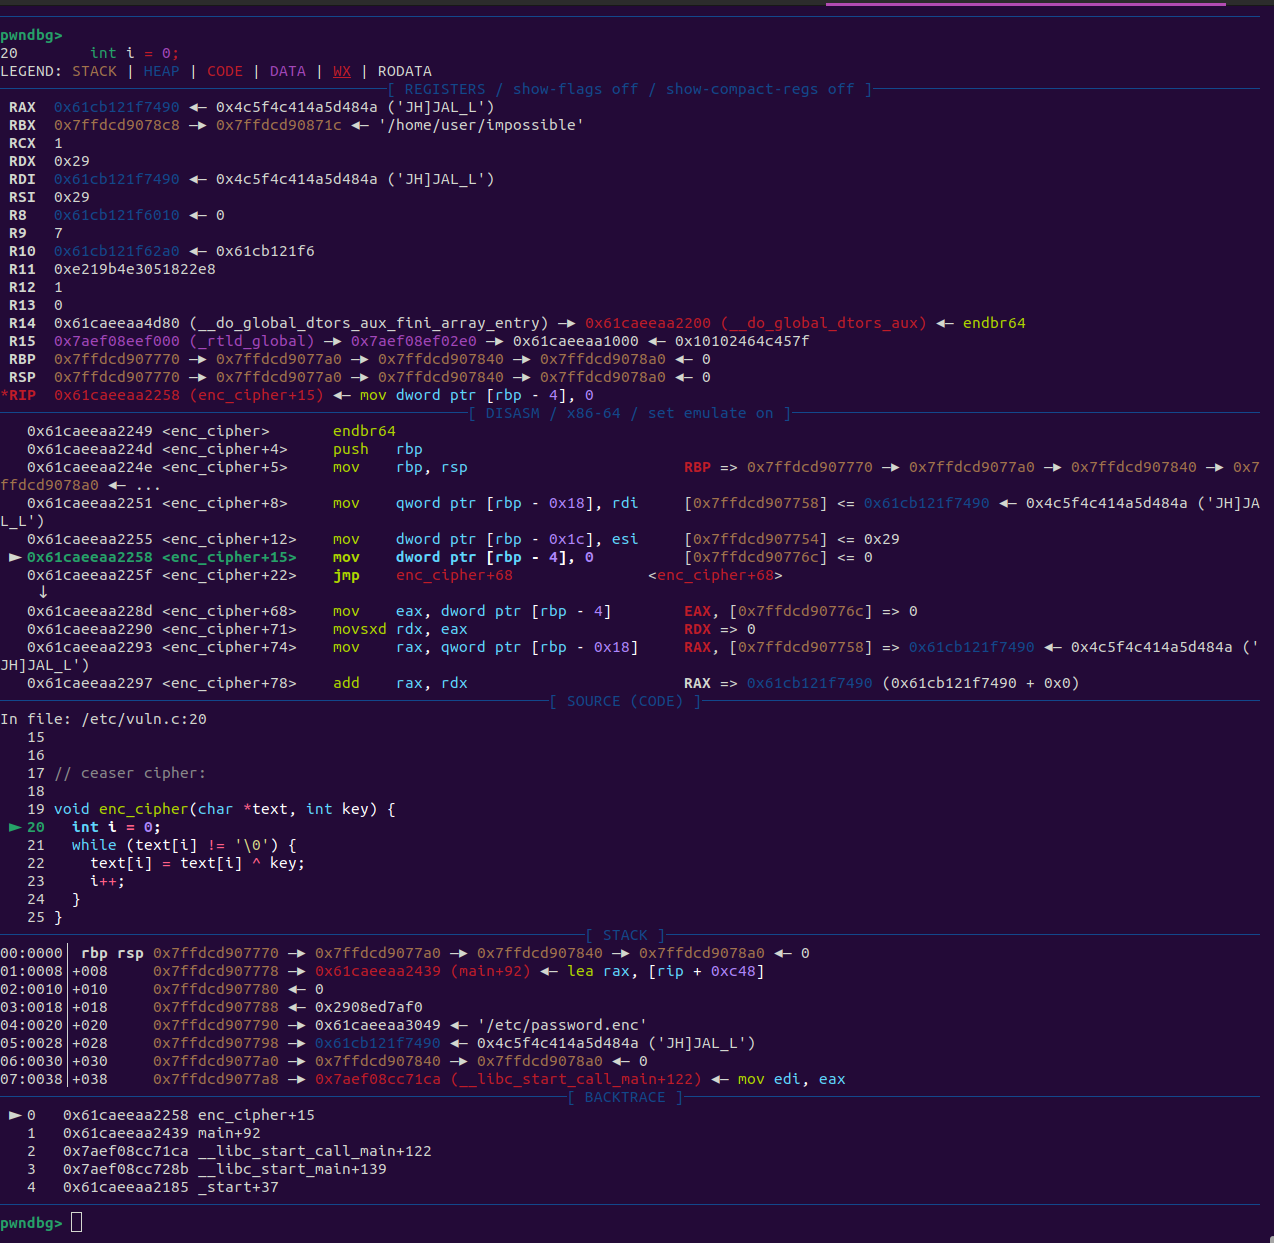 pwndbg>
20        int i = 0;
LEGEND: STACK | HEAP | CODE | DATA | WX | RODATA
[ REGISTERS / show-flags off / show-compact-regs off ]
RAX  0x61cb121f7490 ◂— 0x4c5f4c414a5d484a ('JH]JAL_L')
RBX  0x7ffdcd9078c8 —▸ 0x7ffdcd90871c ◂— '/home/user/impossible'
RCX  1
RDX  0x29
RDI  0x61cb121f7490 ◂— 0x4c5f4c414a5d484a ('JH]JAL_L')
RSI  0x29
R8   0x61cb121f6010 ◂— 0
R9   7
R10  0x61cb121f62a0 ◂— 0x61cb121f6
R11  0xe219b4e3051822e8
R12  1
R13  0
R14  0x61caeeaa4d80 (__do_global_dtors_aux_fini_array_entry) —▸ 0x61caeeaa2200 (__do_global_dtors_aux) ◂— endbr64
R15  0x7aef08eef000 (_rtld_global) —▸ 0x7aef08ef02e0 —▸ 0x61caeeaa1000 ◂— 0x10102464c457f
RBP  0x7ffdcd907770 —▸ 0x7ffdcd9077a0 —▸ 0x7ffdcd907840 —▸ 0x7ffdcd9078a0 ◂— 0
RSP  0x7ffdcd907770 —▸ 0x7ffdcd9077a0 —▸ 0x7ffdcd907840 —▸ 0x7ffdcd9078a0 ◂— 0
*RIP  0x61caeeaa2258 (enc_cipher+15) ◂— mov dword ptr [rbp - 4], 0
[ DISASM / x86-64 / set emulate on ]
0x61caeeaa2249 <enc_cipher>       endbr64
0x61caeeaa224d <enc_cipher+4>     push   rbp
0x61caeeaa224e <enc_cipher+5>     mov    rbp, rsp                  RBP => 0x7ffdcd907770 —▸ 0x7ffdcd9077a0 —▸ 0x7ffdcd907840 —▸ 0x7
ffdcd9078a0 ◂— ...
0x61caeeaa2251 <enc_cipher+8>     mov    qword ptr [rbp - 0x18], rdi     [0x7ffdcd907758] <= 0x61cb121f7490 ◂— 0x4c5f4c414a5d484a ('JH]JA
L_L')
0x61caeeaa2255 <enc_cipher+12>    mov    dword ptr [rbp - 0x1c], esi     [0x7ffdcd907754] <= 0x29
► 0x61caeeaa2258 <enc_cipher+15>    mov    dword ptr [rbp - 4], 0          [0x7ffdcd90776c] <= 0
0x61caeeaa225f <enc_cipher+22>    jmp    enc_cipher+68               <enc_cipher+68>
↓
0x61caeeaa228d <enc_cipher+68>    mov    eax, dword ptr [rbp - 4]        EAX, [0x7ffdcd90776c] => 0
0x61caeeaa2290 <enc_cipher+71>    movsxd rdx, eax                        RDX => 0
0x61caeeaa2293 <enc_cipher+74>    mov    rax, qword ptr [rbp - 0x18]     RAX, [0x7ffdcd907758] => 0x61cb121f7490 ◂— 0x4c5f4c414a5d484a ('
JH]JAL_L')
0x61caeeaa2297 <enc_cipher+78>    add    rax, rdx                        RAX => 0x61cb121f7490 (0x61cb121f7490 + 0x0)
[ SOURCE (CODE) ]
In file: /etc/vuln.c:20
15
16
17 // ceaser cipher:
18
19 void enc_cipher(char *text, int key) {
► 20   int i = 0;
21   while (text[i] != '\0') {
22     text[i] = text[i] ^ key;
23     i++;
24   }
25 }
[ STACK ]
00:0000│ rbp rsp 0x7ffdcd907770 —▸ 0x7ffdcd9077a0 —▸ 0x7ffdcd907840 —▸ 0x7ffdcd9078a0 ◂— 0
01:0008│+008     0x7ffdcd907778 —▸ 0x61caeeaa2439 (main+92) ◂— lea rax, [rip + 0xc48]
02:0010│+010     0x7ffdcd907780 ◂— 0
03:0018│+018     0x7ffdcd907788 ◂— 0x2908ed7af0
04:0020│+020     0x7ffdcd907790 —▸ 0x61caeeaa3049 ◂— '/etc/password.enc'
05:0028│+028     0x7ffdcd907798 —▸ 0x61cb121f7490 ◂— 0x4c5f4c414a5d484a ('JH]JAL_L')
06:0030│+030     0x7ffdcd9077a0 —▸ 0x7ffdcd907840 —▸ 0x7ffdcd9078a0 ◂— 0
07:0038│+038     0x7ffdcd9077a8 —▸ 0x7aef08cc71ca (__libc_start_call_main+122) ◂— mov edi, eax
[ BACKTRACE ]
► 0   0x61caeeaa2258 enc_cipher+15
1   0x61caeeaa2439 main+92
2   0x7aef08cc71ca __libc_start_call_main+122
3   0x7aef08cc728b __libc_start_main+139
4   0x61caeeaa2185 _start+37
pwndbg>